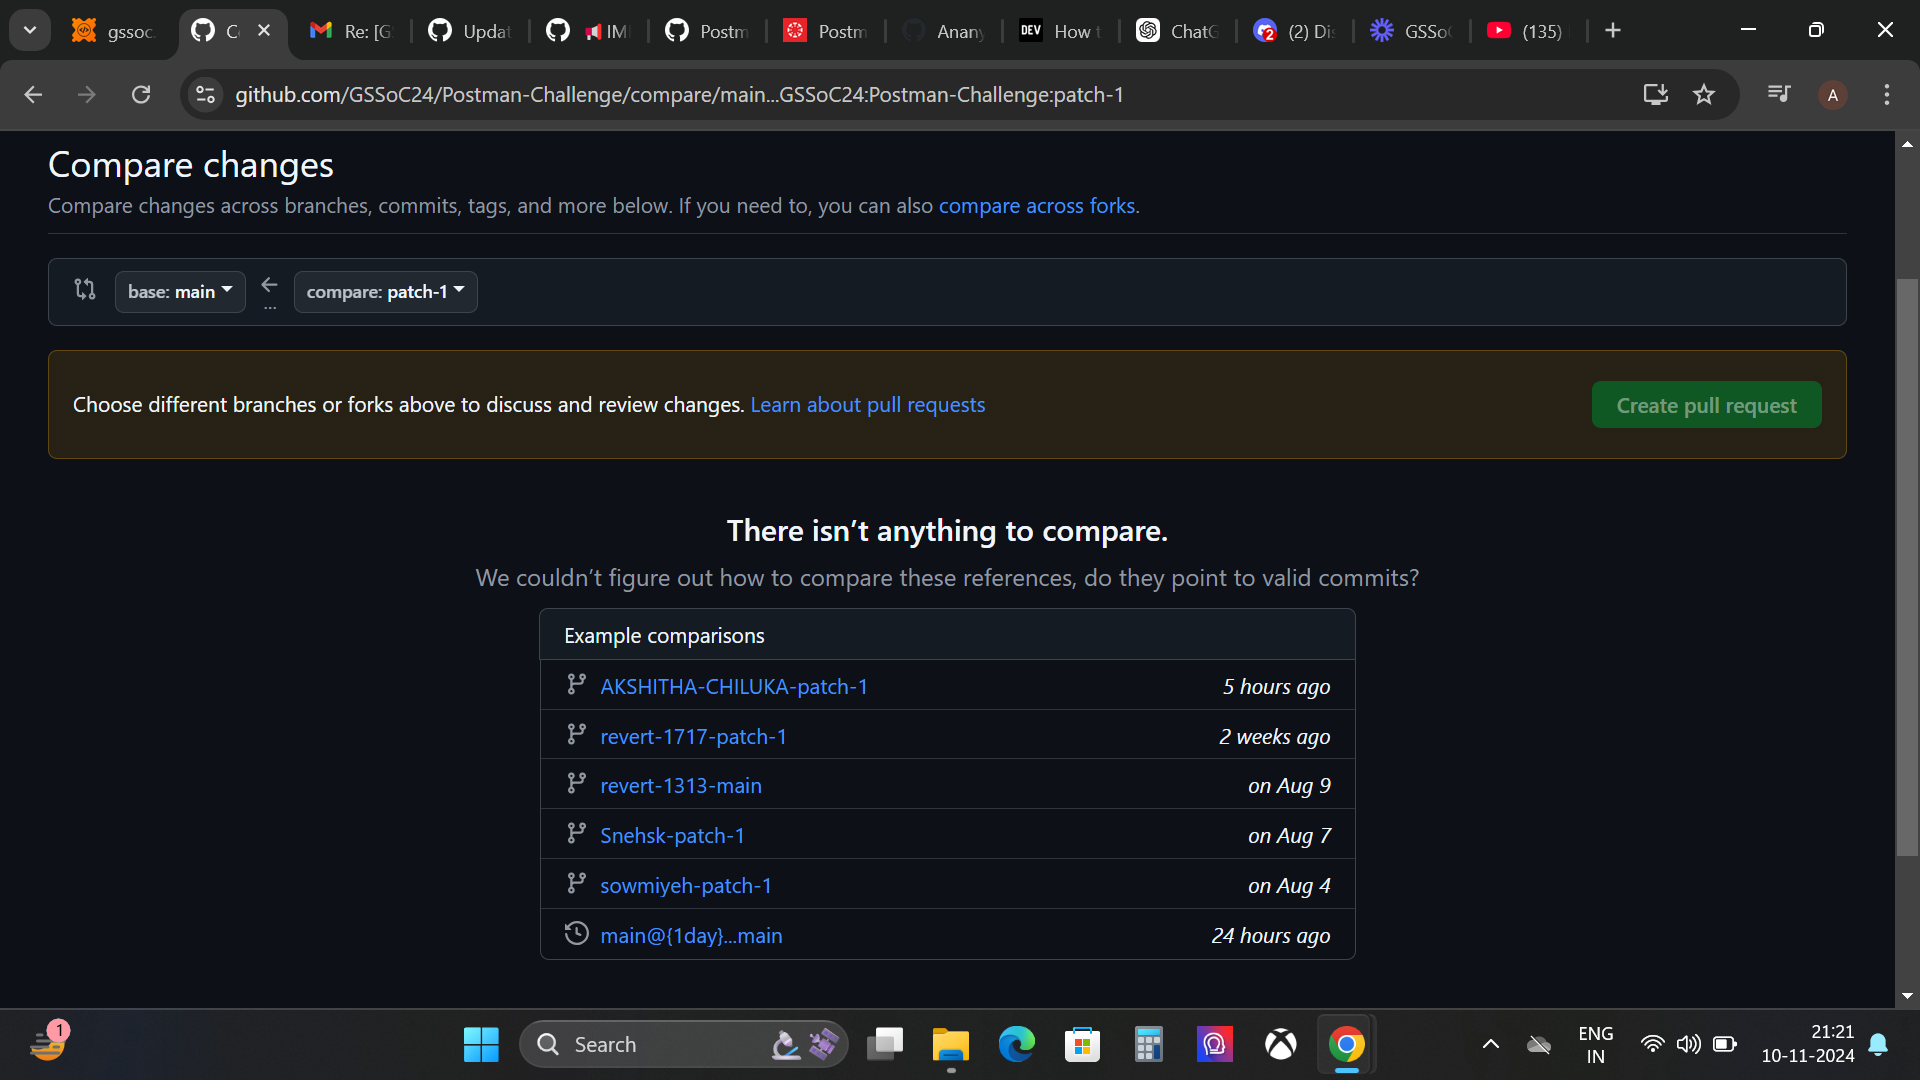 gssoc.
C
Re: [G
Updat
IM
Postm
Postm
Anany
DEV
How t
ChatG
2
(2) Dis
GSSoC
(135)
github.com/GSSoC24/Postman-Challenge/compare/main...GSSoC24:Postman-Challenge:patch-1
A
Compare changes
Compare changes across branches, commits, tags, and more below. If you need to, you can also compare across forks.
base: main
...
compare: patch-1
Choose different branches or forks above to discuss and review changes. Learn about pull requests
Create pull request
There isn’t anything to compare.
We couldn’t figure out how to compare these references, do they point to valid commits?
Example comparisons
AKSHITHA-CHILUKA-patch-1 5 hours ago
revert-1717-patch-1 2 weeks ago
revert-1313-main on Aug 9
Snehsk-patch-1 on Aug 7
sowmiyeh-patch-1 on Aug 4
main@{1day}...main 24 hours ago
1
Search
ENG
IN
21:21
10-11-2024